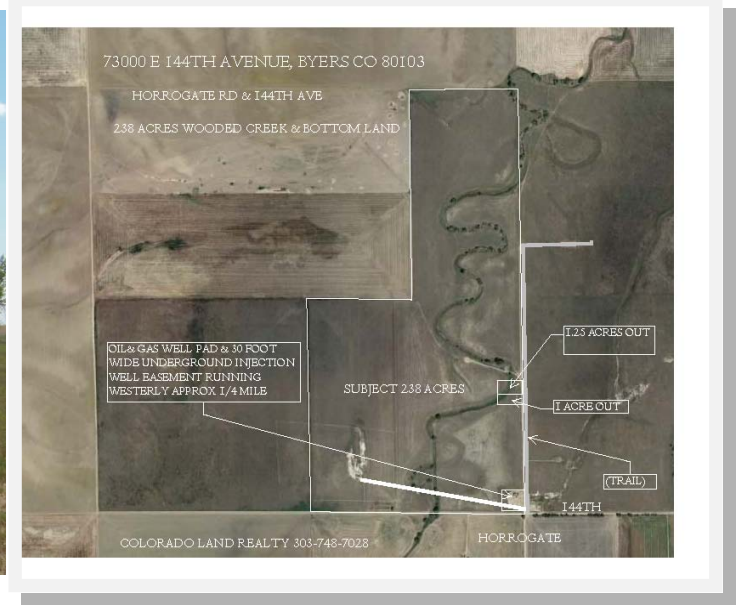 73000 E 144TH AVENUE, BYERS CO 80103
HORROGATE RD & 144TH AVE
238 ACRES WOODED CREEK & BOTTOM LAND
1.25 ACRES OUT
OIL& GAS WELL PAD & 30 FOOT
WIDE UNDERGROUND INJECTION
WELL EASEMENT RUNNING
WESTERLY APPROX 1/4 MILE
SUBJECT 238 ACRES
1 ACRE OUT
(TRAIL)
144TH
HORROGATE
COLORADO LAND REALTY 303-748-7028